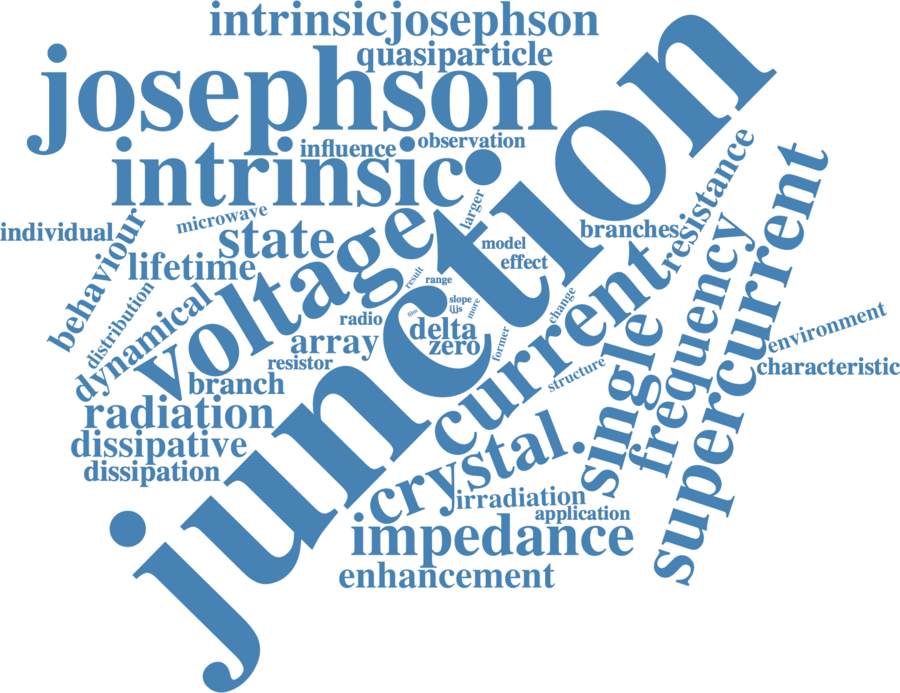 intrinsicjosephson
quasiparticle
josephson
observation
influence
intrinsic
junction
larger
microwave
individual
behaviour
state
lifetime
voltage
model
effect
branches
resistance
supercurrent
frequency
distribution
dynamical
result
range
slope
ijjs
more
film
change
radio
delta
zero
former
array
resistor
branch
current
single
structure
environment
characteristic
radiation
dissipative
dissipation
crystal.
irradiation
application
impedance
enhancement